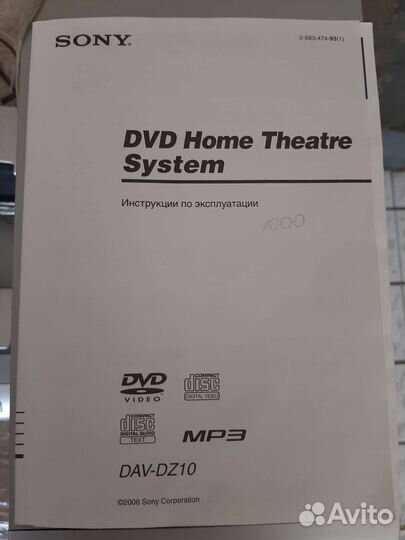 SONY®
2-683-474-93(1)
DVD Home Theatre
System
Инструкции по эксплуатации
1000
DVD
VIDEO
COMPACT
disc
DIGITAL VIDEO
COMPACT
disc
DIGITAL AUDIO
TEXT
MP3
DAV-DZ10
©2006 Sony Corporation
Avito